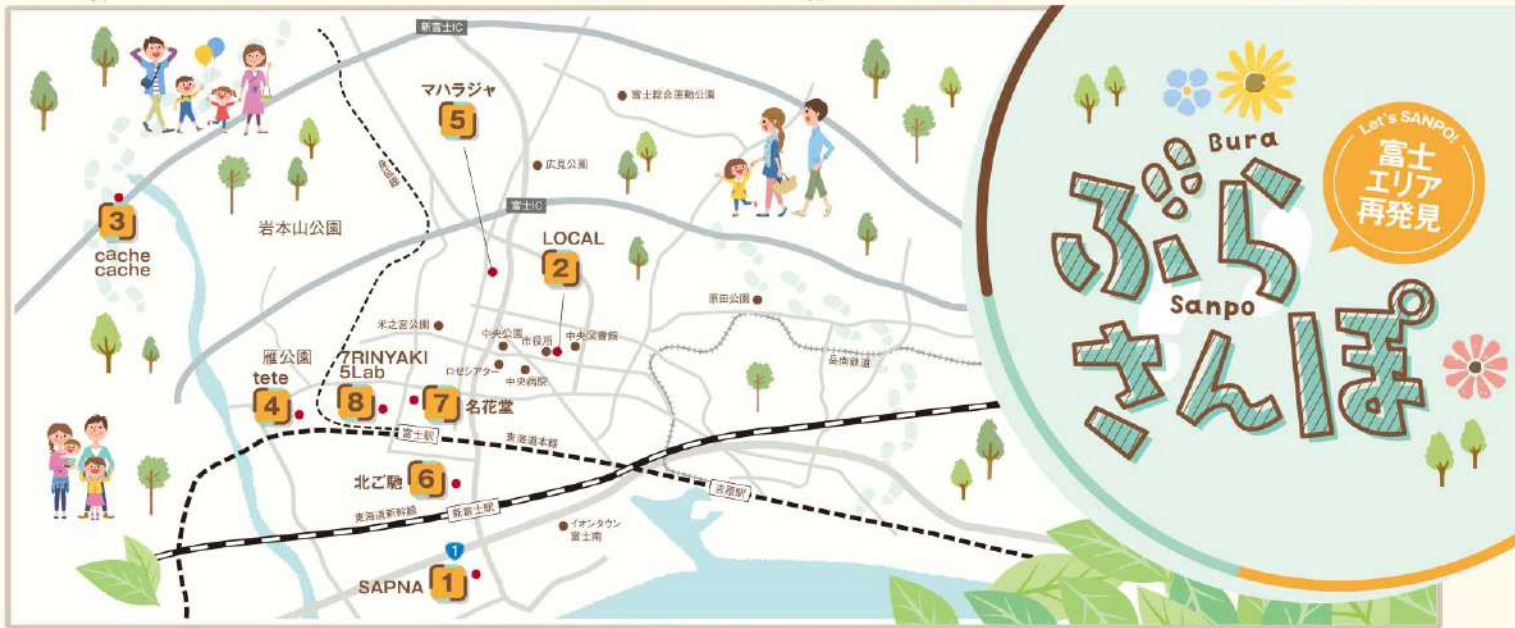 新富士IC
マハラジャ
5
富士総合運動公園
広見公園
身延線
富士IC
3
cache
cache
岩本山公園
LOCAL
2
原田公園
米之宮公園
中央公園
市役所
中央図書館
ロゼシアター
中央病院
岳南鉄道
雁公園
tete
4
7RINYAKI
5Lab
8
7
名花堂
富士駅
東海道本線
北ご馳
6
吉原駅
東海道新幹線
新富士駅
イオンタウン
富士南
1
SAPNA
1
Bura
ぶら
Sanpo
さんぽ
Let's SANPO!
富士
エリア
再発見